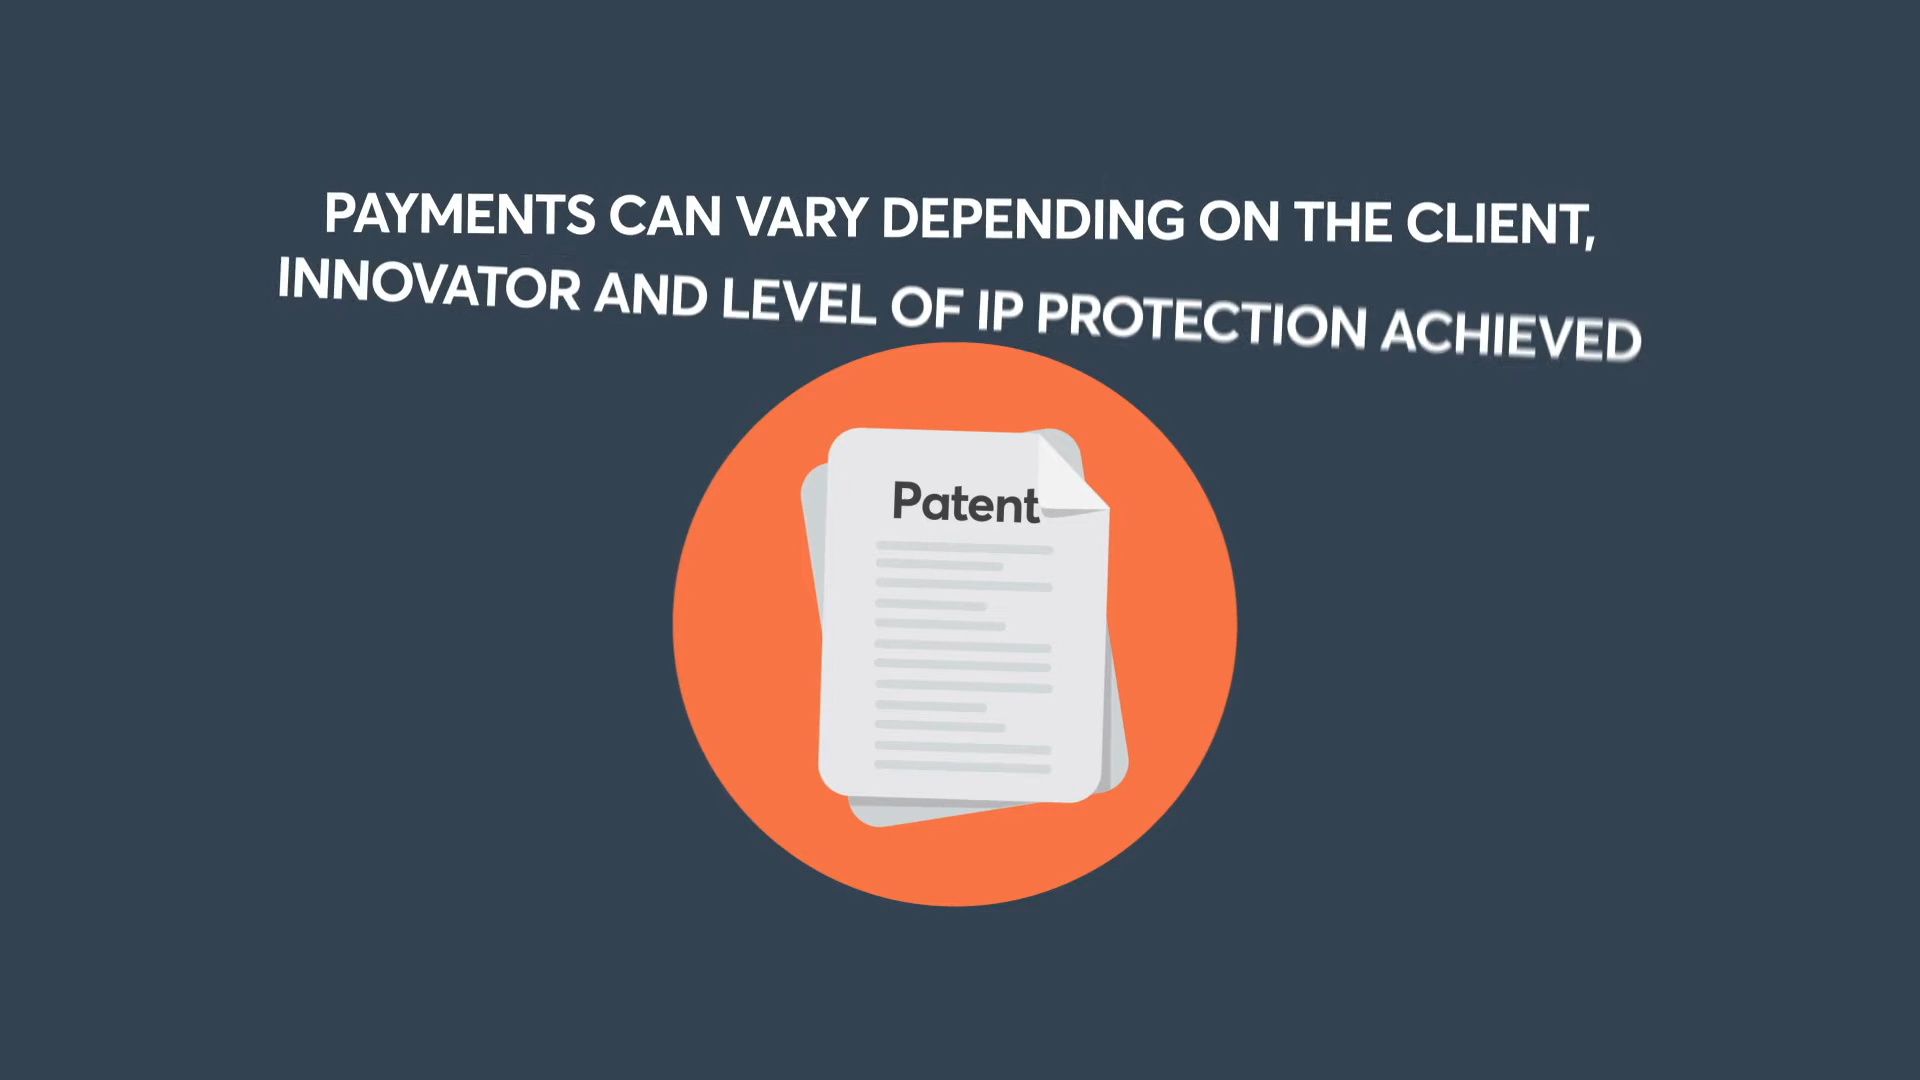 PAYMENTS CAN VARY DEPENDING ON THE CLIENT,
INNOVATOR AND LEVEL OF IP PROTECTION ACHIEVED
Patent